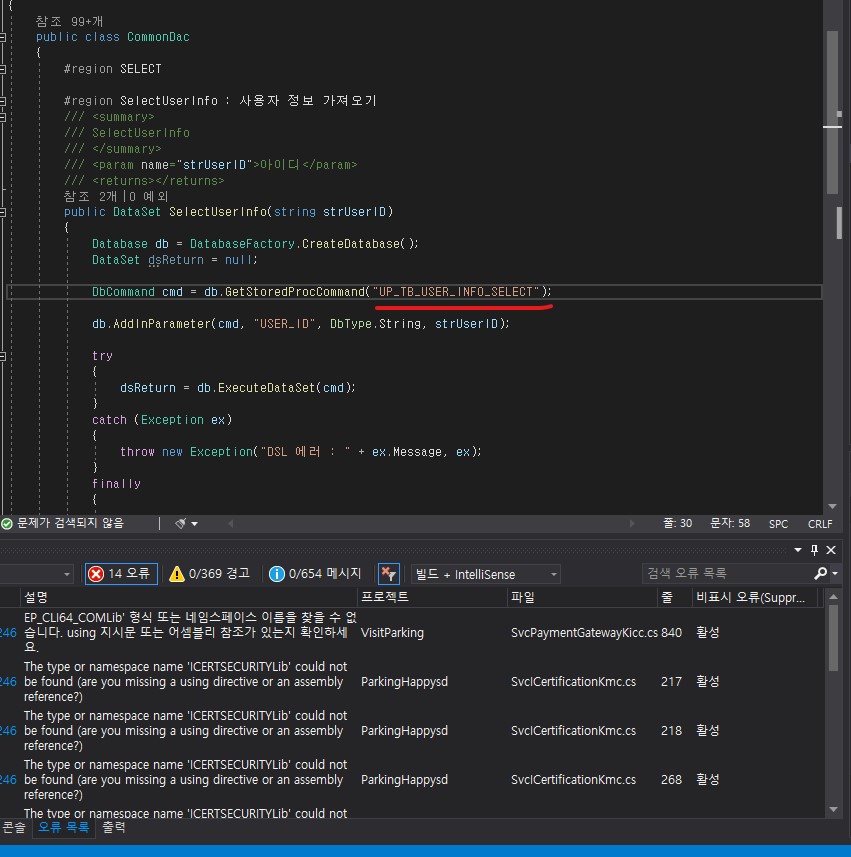 {
참조 99+개
public class CommonDac
{
#region SELECT
#region SelectUserInfo : 사용자 정보 가져오기
/// <summary>
/// SelectUserInfo
/// </summary>
/// <param name="strUserID">아이디</param>
/// <returns></returns>
참조 2개 | 0 예외
public DataSet SelectUserInfo(string strUserID)
{
Database db = DatabaseFactory.CreateDatabase();
DataSet dsReturn = null;
DbCommand cmd = db.GetStoredProcCommand("UP_TB_USER_INFO_SELECT");
db.AddInParameter(cmd, "USER_ID", DbType.String, strUserID);
try
{
dsReturn = db.ExecuteDataSet(cmd);
}
catch (Exception ex)
{
throw new Exception("DSL 에러 : " + ex.Message, ex);
}
finally
{
문제가 검색되지 않음 줄: 30 문자: 58 SPC CRLF
14 오류 0/369 경고 0/654 메시지 빌드 + IntelliSense 검색 오류 목록
설명 프로젝트 파일 줄 비표시 오류(Suppr...
EP_CLI64_COMLib' 형식 또는 네임스페이스 이름을 찾을 수 없
246 습니다. using 지시문 또는 어셈블리 참조가 있는지 확인하세 VisitParking SvcPaymentGatewayKicc.cs 840 활성
요.
The type or namespace name 'ICERTSECURITYLib' could not
246 be found (are you missing a using directive or an assembly ParkingHappysd SvcICertificationKmc.cs 217 활성
reference?)
The type or namespace name 'ICERTSECURITYLib' could not
246 be found (are you missing a using directive or an assembly ParkingHappysd SvcICertificationKmc.cs 218 활성
reference?)
The type or namespace name 'ICERTSECURITYLib' could not
246 be found (are you missing a using directive or an assembly ParkingHappysd SvcICertificationKmc.cs 268 활성
reference?)
The type or namespace name 'ICERTSECURITYLib' could not
콘솔 오류 목록 출력